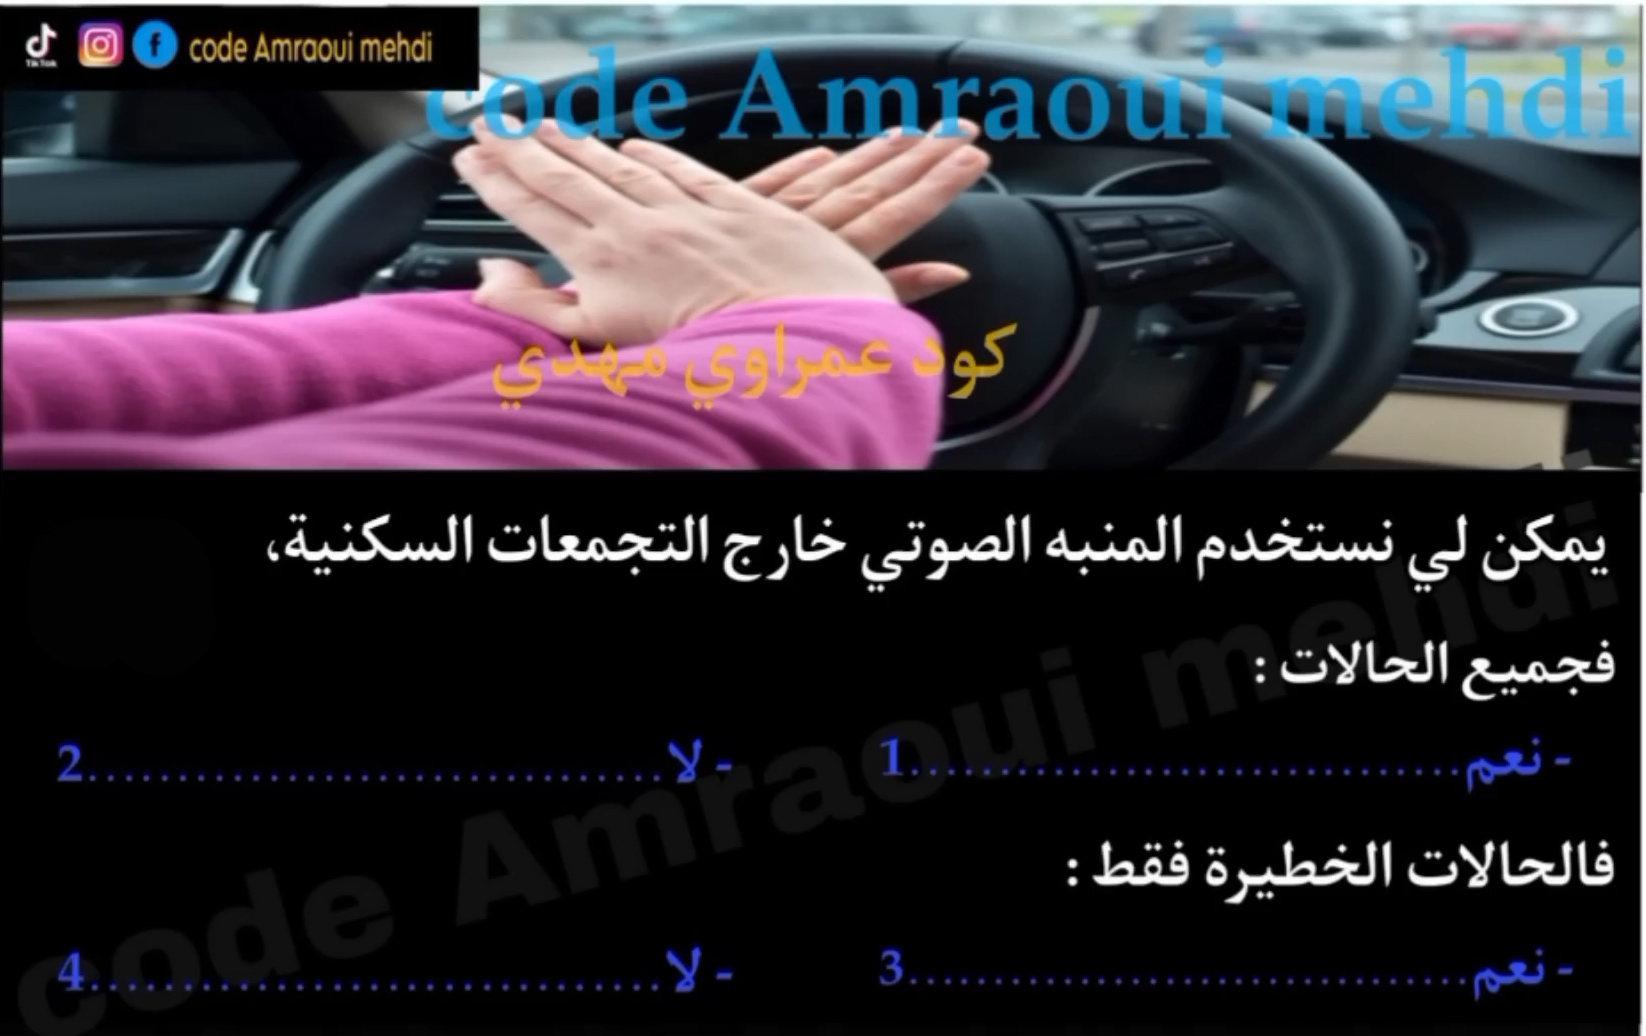 TikTok
code Amraoui mehdi
code Amraoui mehdi
كود عمراوي مهدي
يمكن لي نستخدم المنبه الصوتي خارج التجمعات السكنية،
فجميع الحالات :
- نعم..............................1 - لا..............................2
فالحالات الخطيرة فقط :
- نعم..............................3 - لا..............................4
code Amraoui mehdi